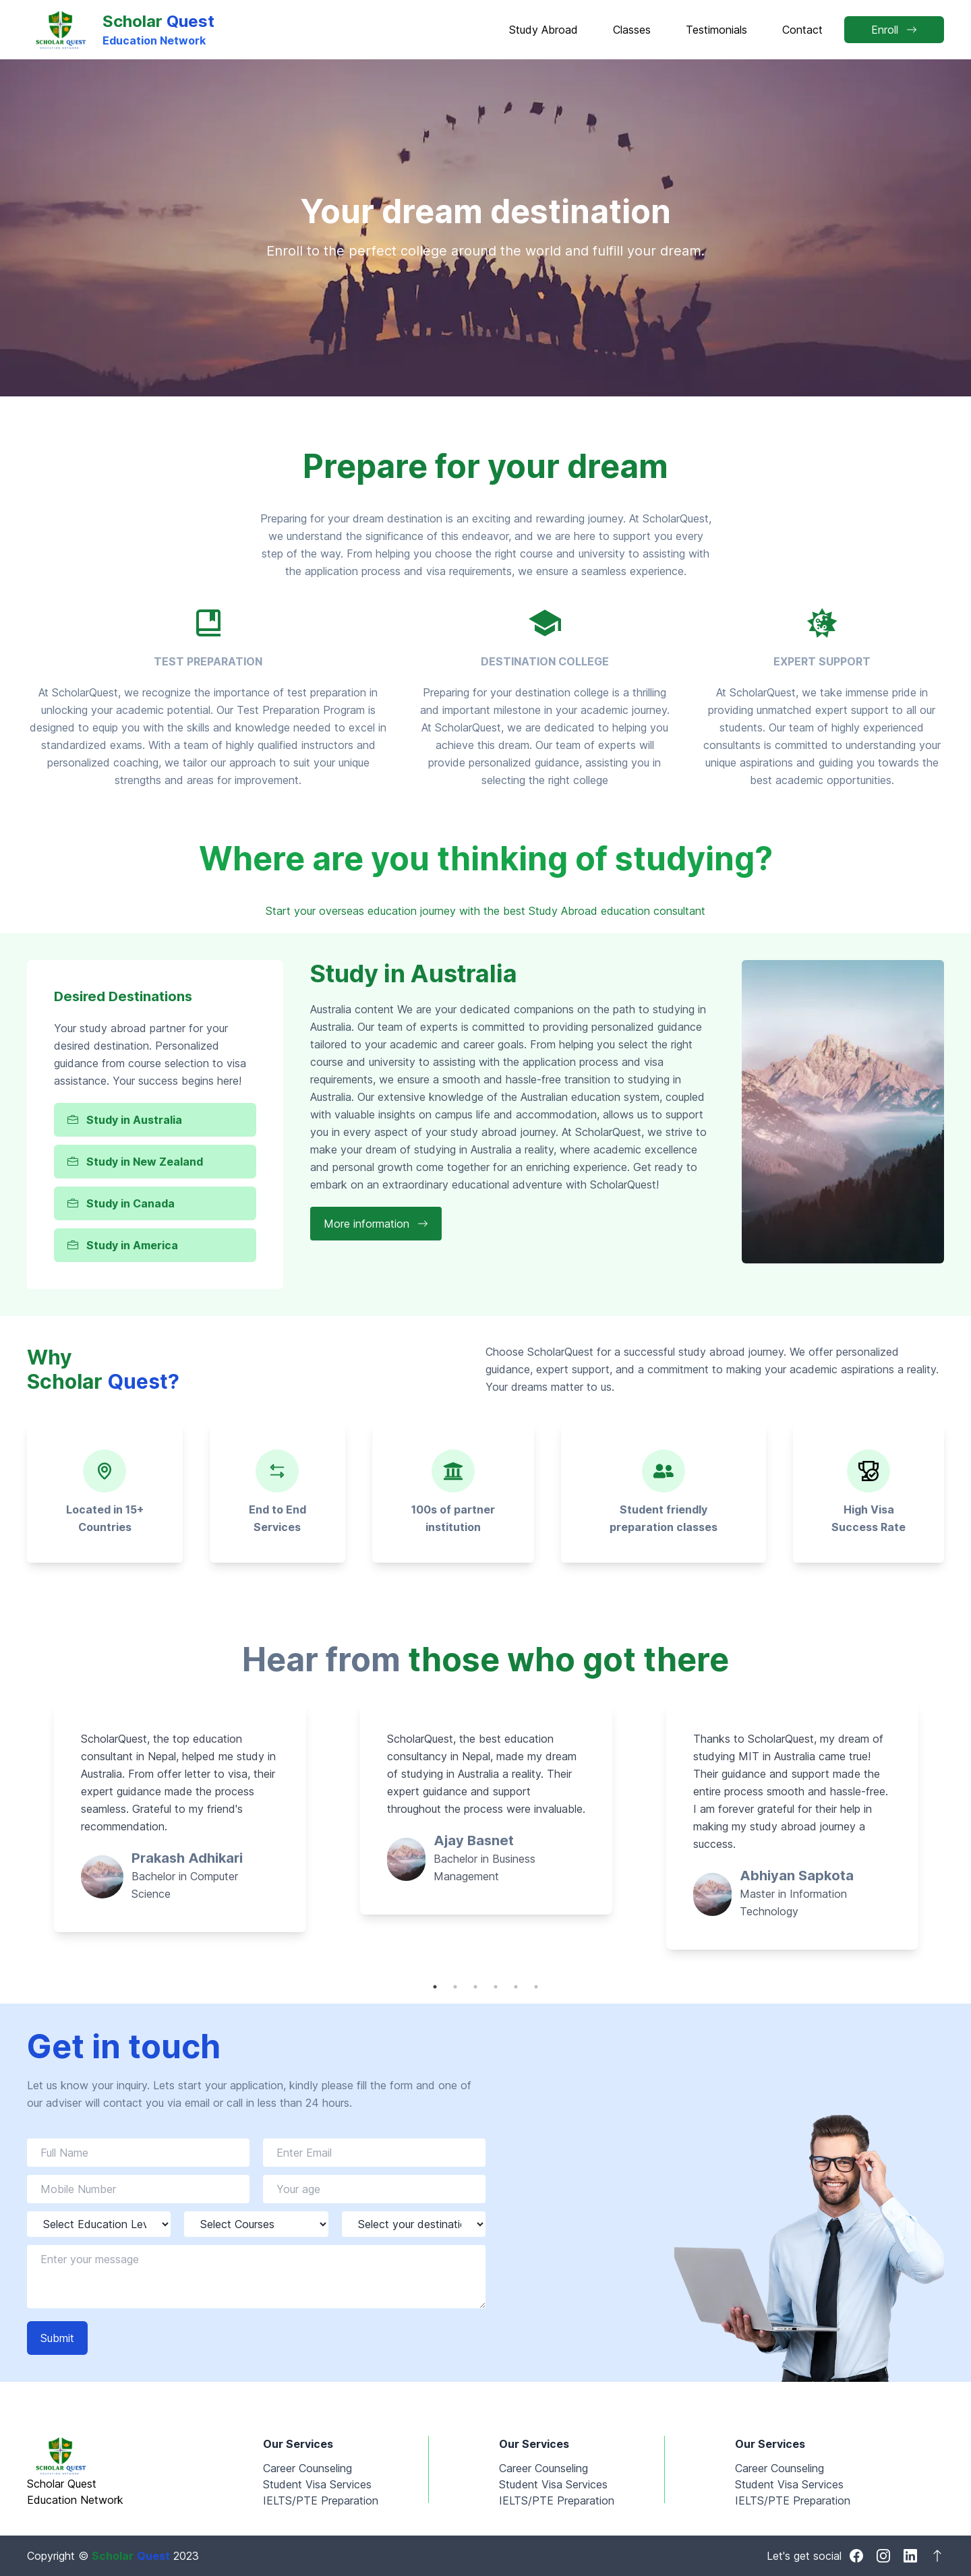 SCHOLAR QUEST
EDUCATION NETWORK
Scholar Quest
Education Network
Study Abroad
Classes
Testimonials
Contact
Enroll →
Your dream destination
Enroll to the perfect college around the world and fulfill your dream.
Prepare for your dream
Preparing for your dream destination is an exciting and rewarding journey. At ScholarQuest,
we understand the significance of this endeavor, and we are here to support you every
step of the way. From helping you choose the right course and university to assisting with
the application process and visa requirements, we ensure a seamless experience.
TEST PREPARATION
At ScholarQuest, we recognize the importance of test preparation in
unlocking your academic potential. Our Test Preparation Program is
designed to equip you with the skills and knowledge needed to excel in
standardized exams. With a team of highly qualified instructors and
personalized coaching, we tailor our approach to suit your unique
strengths and areas for improvement.
DESTINATION COLLEGE
Preparing for your destination college is a thrilling
and important milestone in your academic journey.
At ScholarQuest, we are dedicated to helping you
achieve this dream. Our team of experts will
provide personalized guidance, assisting you in
selecting the right college
EXPERT SUPPORT
At ScholarQuest, we take immense pride in
providing unmatched expert support to all our
students. Our team of highly experienced
consultants is committed to understanding your
unique aspirations and guiding you towards the
best academic opportunities.
Where are you thinking of studying?
Start your overseas education journey with the best Study Abroad education consultant
Desired Destinations
Your study abroad partner for your
desired destination. Personalized
guidance from course selection to visa
assistance. Your success begins here!
Study in Australia
Study in New Zealand
Study in Canada
Study in America
Study in Australia
Australia content We are your dedicated companions on the path to studying in
Australia. Our team of experts is committed to providing personalized guidance
tailored to your academic and career goals. From helping you select the right
course and university to assisting with the application process and visa
requirements, we ensure a smooth and hassle-free transition to studying in
Australia. Our extensive knowledge of the Australian education system, coupled
with valuable insights on campus life and accommodation, allows us to support
you in every aspect of your study abroad journey. At ScholarQuest, we strive to
make your dream of studying in Australia a reality, where academic excellence
and personal growth come together for an enriching experience. Get ready to
embark on an extraordinary educational adventure with ScholarQuest!
More information →
Why
Scholar Quest?
Choose ScholarQuest for a successful study abroad journey. We offer personalized
guidance, expert support, and a commitment to making your academic aspirations a reality.
Your dreams matter to us.
Located in 15+
Countries
End to End
Services
100s of partner
institution
Student friendly
preparation classes
High Visa
Success Rate
Hear from those who got there
ScholarQuest, the top education
consultant in Nepal, helped me study in
Australia. From offer letter to visa, their
expert guidance made the process
seamless. Grateful to my friend's
recommendation.
Prakash Adhikari
Bachelor in Computer
Science
ScholarQuest, the best education
consultancy in Nepal, made my dream
of studying in Australia a reality. Their
expert guidance and support
throughout the process were invaluable.
Ajay Basnet
Bachelor in Business
Management
Thanks to ScholarQuest, my dream of
studying MIT in Australia came true!
Their guidance and support made the
entire process smooth and hassle-free.
I am forever grateful for their help in
making my study abroad journey a
success.
Abhiyan Sapkota
Master in Information
Technology
Get in touch
Let us know your inquiry. Lets start your application, kindly please fill the form and one of
our adviser will contact you via email or call in less than 24 hours.
Full Name
Enter Email
Mobile Number
Your age
Select Education Lev
Select Courses
Select your destinatio
Enter your message
Submit
SCHOLAR QUEST
EDUCATION NETWORK
Scholar Quest
Education Network
Our Services
Career Counseling
Student Visa Services
IELTS/PTE Preparation
Our Services
Career Counseling
Student Visa Services
IELTS/PTE Preparation
Our Services
Career Counseling
Student Visa Services
IELTS/PTE Preparation
Copyright © Scholar Quest 2023
Let's get social